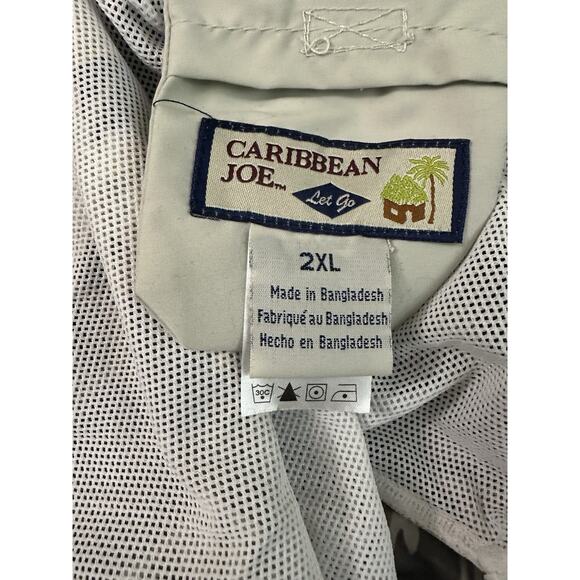 CARIBBEAN
JOE™
Let Go
2XL
Made in Bangladesh
Fabriqué au Bangladesh
Hecho en Bangladesh
30C